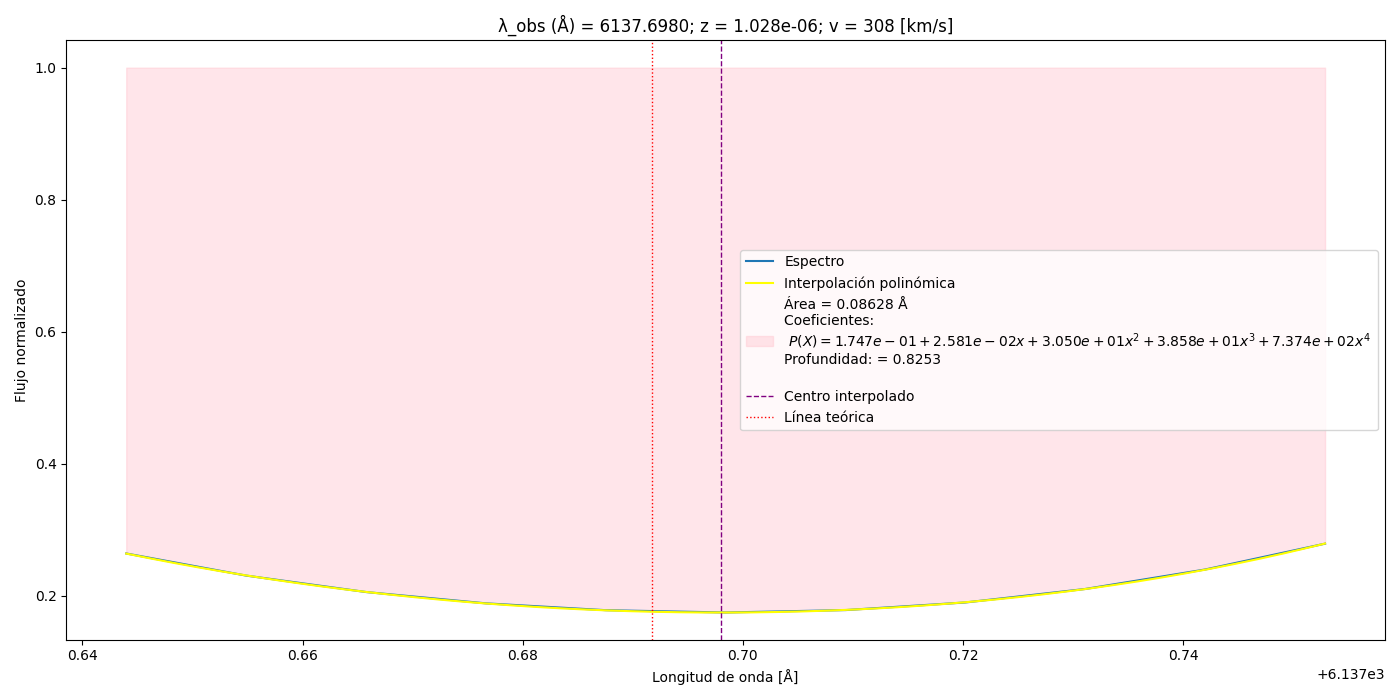 λ_obs (Å) = 6137.6980; z = 1.028e-06; v = 308 [km/s]
Flujo normalizado
1.0
0.8
0.6
0.4
0.2
Espectro
Interpolación polinómica
Área = 0.08628 Å
Coeficientes:
P(X) = 1.747e − 01 + 2.581e − 02x + 3.050e + 01x² + 3.858e + 01x³ + 7.374e + 02x⁴
Profundidad: = 0.8253
Centro interpolado
Línea teórica
0.64 0.66 0.68 0.70 0.72 0.74
Longitud de onda [Å]
+6.137e3